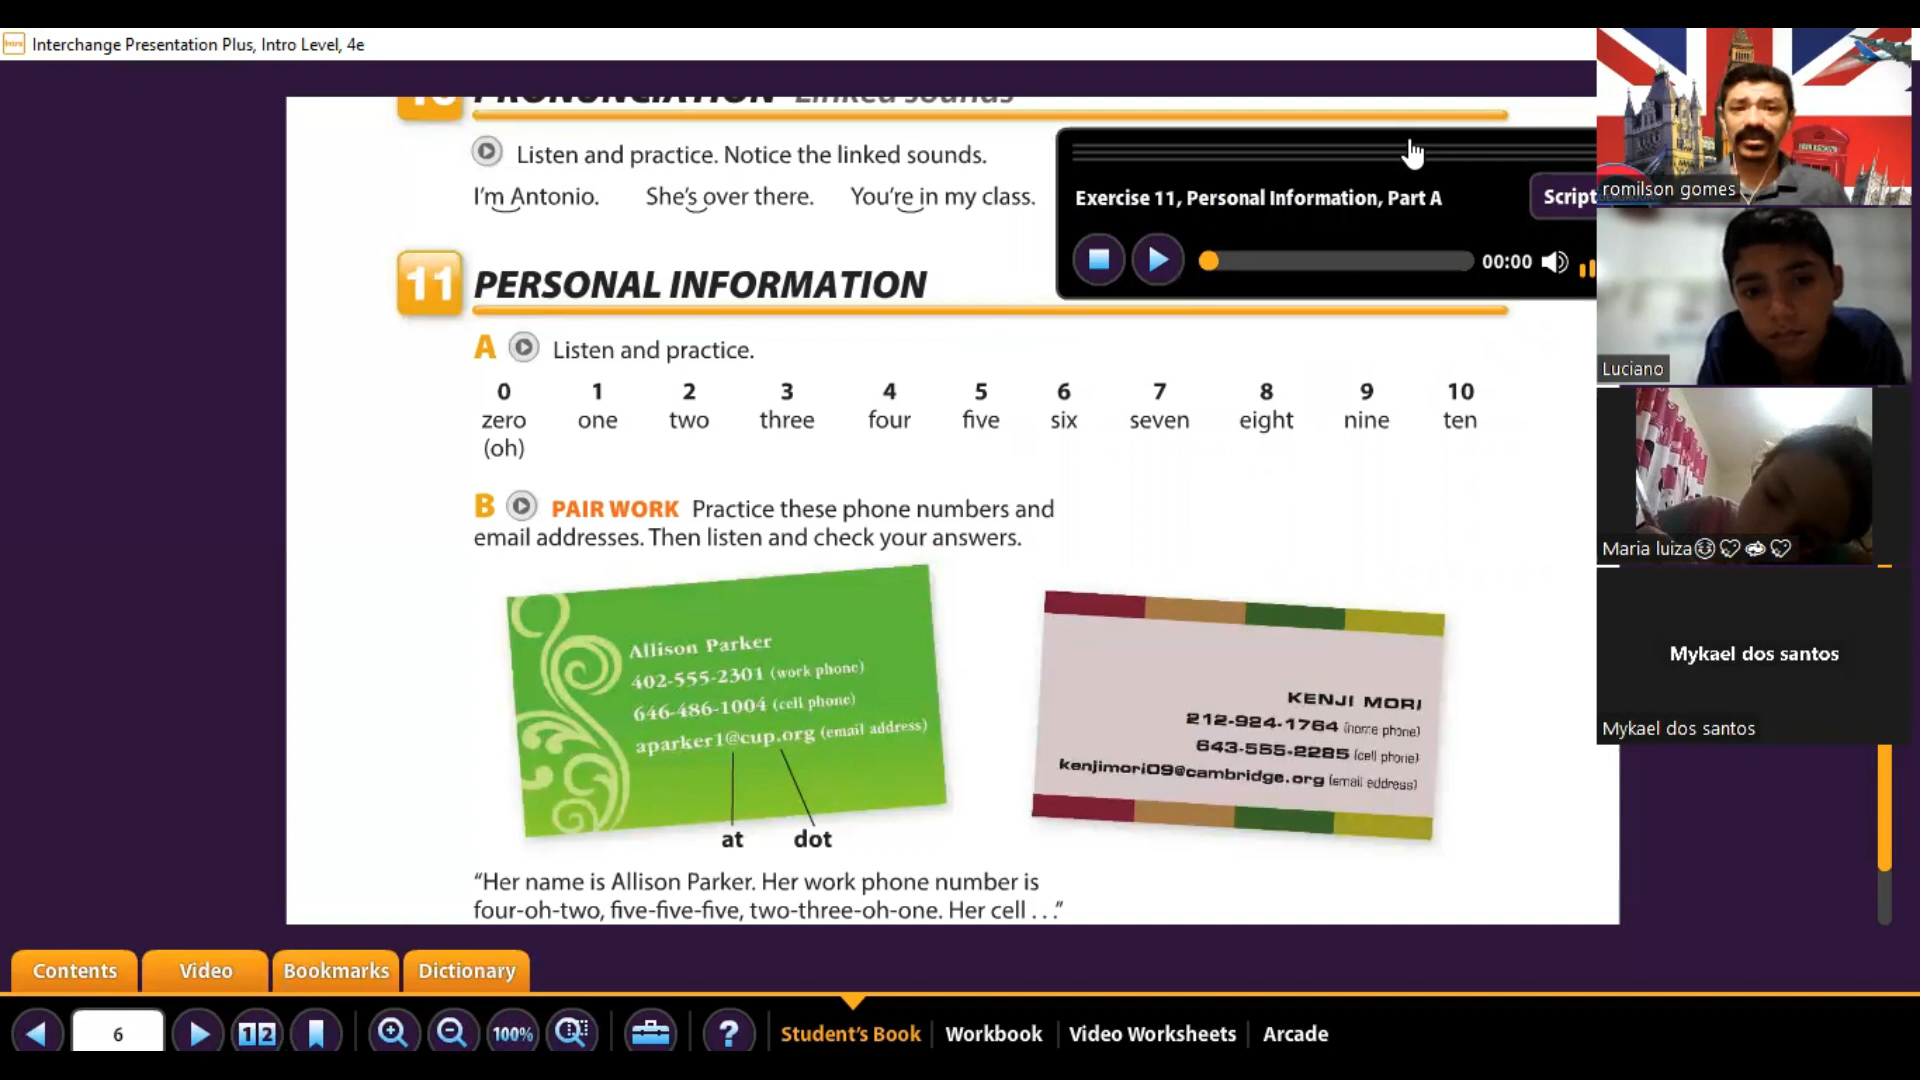 Interchange Presentation Plus, Intro Level, 4e
PRONUNCIATION Linked sounds
Listen and practice. Notice the linked sounds.
I'm Antonio. She's over there. You're in my class.
Exercise 11, Personal Information, Part A
Script
00:00
11 PERSONAL INFORMATION
A Listen and practice.
0 1 2 3 4 5 6 7 8 9 10
zero one two three four five six seven eight nine ten
(oh)
B PAIR WORK Practice these phone numbers and
email addresses. Then listen and check your answers.
Allison Parker
402-555-2301 (work phone)
646-486-1004 (cell phone)
aparker1@cup.org (email address)
at dot
KENJI MORI
212-924-1764 (home phone)
643-555-2285 (cell phone)
kenjimori09@cambridge.org (email address)
"Her name is Allison Parker. Her work phone number is
four-oh-two, five-five-five, two-three-oh-one. Her cell . . ."
romilson gomes
Luciano
Maria luiza
Mykael dos santos
Mykael dos santos
Contents Video Bookmarks Dictionary
6 12 100% ? Student's Book Workbook Video Worksheets Arcade